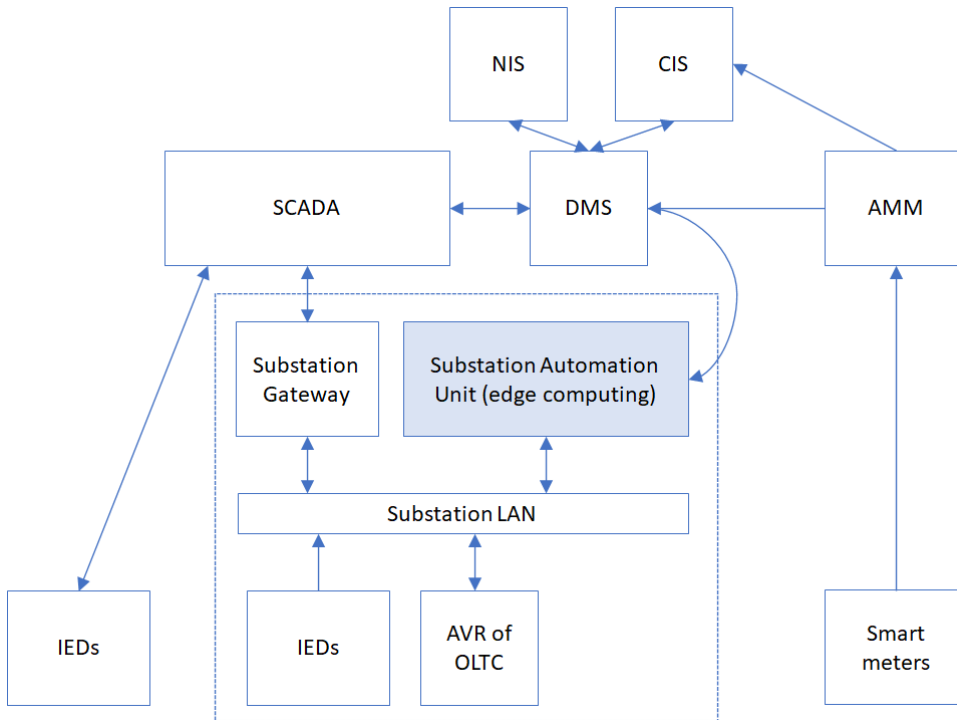 NIS
CIS
SCADA
DMS
AMM
Substation
Gateway
Substation Automation
Unit (edge computing)
Substation LAN
IEDs
IEDs
AVR of
OLTC
Smart
meters